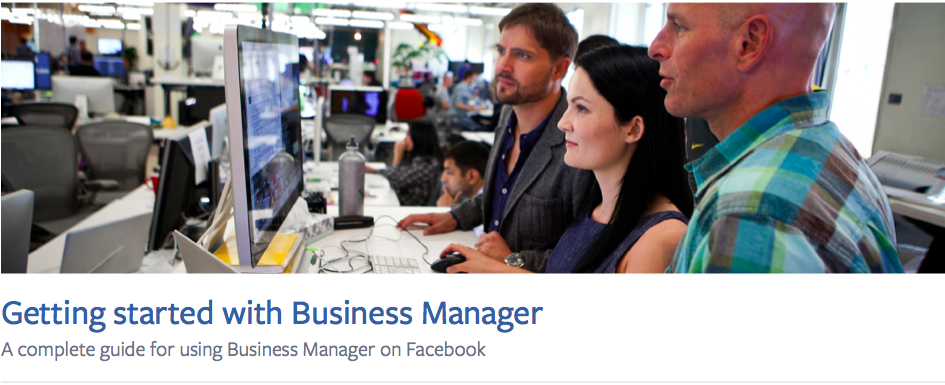 Getting started with Business Manager
A complete guide for using Business Manager on Facebook